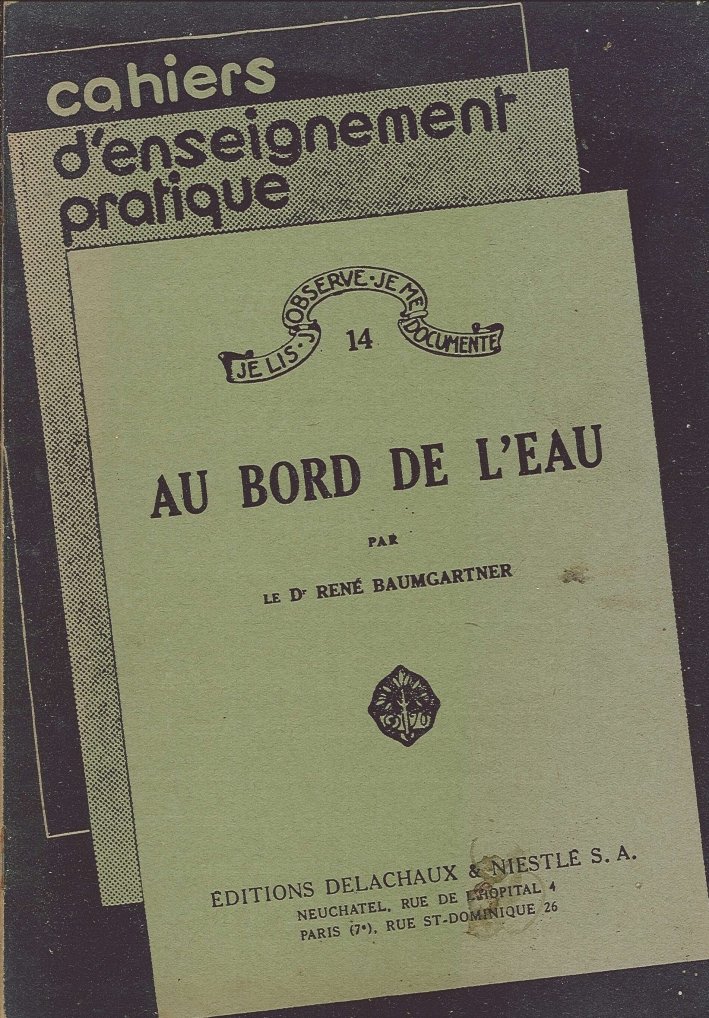 cahiers
d'enseignement
pratique
JE LIS · J'OBSERVE · JE ME DOCUMENTE
14
AU BORD DE L'EAU
PAR
LE Dr RENÉ BAUMGARTNER
ÉDITIONS DELACHAUX & NIESTLÉ S. A.
NEUCHATEL, RUE DE L'HOPITAL 4
PARIS (7e), RUE ST-DOMINIQUE 26